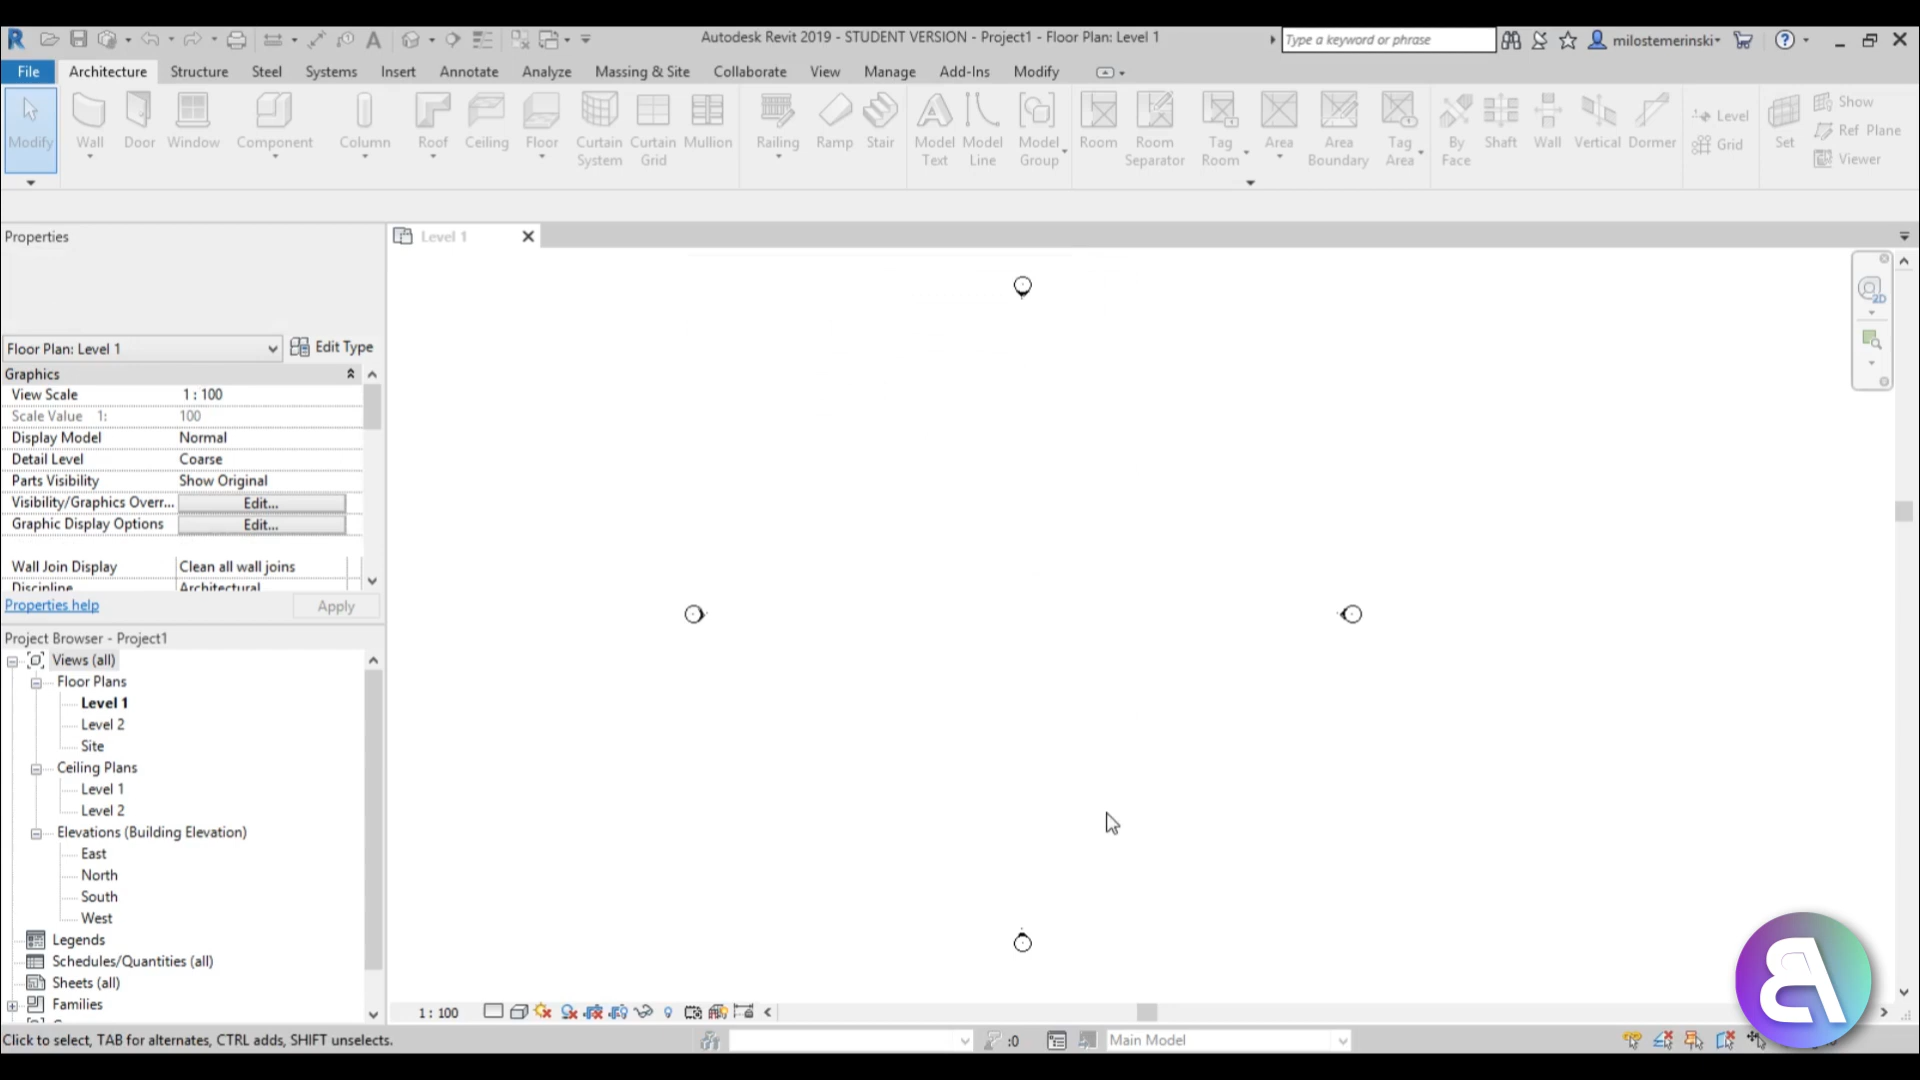 Autodesk Revit 2019 - STUDENT VERSION - Project1 - Floor Plan: Level 1
Type a keyword or phrase
milostemerinski
File Architecture Structure Steel Systems Insert Annotate Analyze Massing & Site Collaborate View Manage Add-Ins Modify
Modify
Wall
Door
Window
Component
Column
Roof
Ceiling
Floor
Curtain System
Curtain Grid
Mullion
Railing
Ramp
Stair
Model Text
Model Line
Model Group
Room
Room Separator
Tag Room
Area
Area Boundary
Tag Area
By Face
Shaft
Wall
Vertical
Dormer
Level
Grid
Set
Show
Ref Plane
Viewer
Properties
Level 1
2D
Floor Plan: Level 1
Edit Type
Graphics
View Scale 1 : 100
Scale Value 1: 100
Display Model Normal
Detail Level Coarse
Parts Visibility Show Original
Visibility/Graphics Overr... Edit...
Graphic Display Options Edit...
Wall Join Display Clean all wall joins
Discipline Architectural
Properties help Apply
Project Browser - Project1
Views (all)
Floor Plans
Level 1
Level 2
Site
Ceiling Plans
Level 1
Level 2
Elevations (Building Elevation)
East
North
South
West
Legends
Schedules/Quantities (all)
Sheets (all)
Families
1 : 100
Click to select, TAB for alternates, CTRL adds, SHIFT unselects.
:0
Main Model